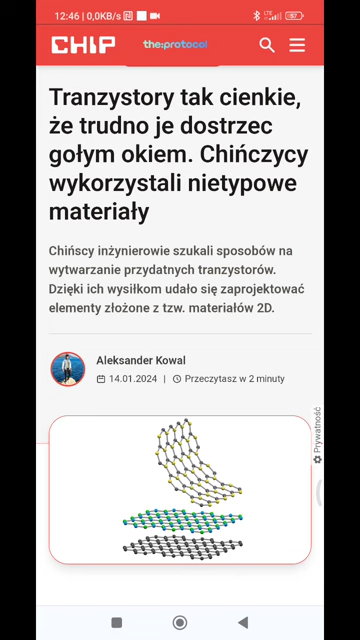 12:46 | 0,0KB/s
CHIP
the:protocol
Tranzystory tak cienkie,
że trudno je dostrzec
gołym okiem. Chińczycy
wykorzystali nietypowe
materiały
Chińscy inżynierowie szukali sposobów na
wytwarzanie przydatnych tranzystorów.
Dzięki ich wysiłkom udało się zaprojektować
elementy złożone z tzw. materiałów 2D.
Aleksander Kowal
14.01.2024 | Przeczytasz w 2 minuty
Prywatność